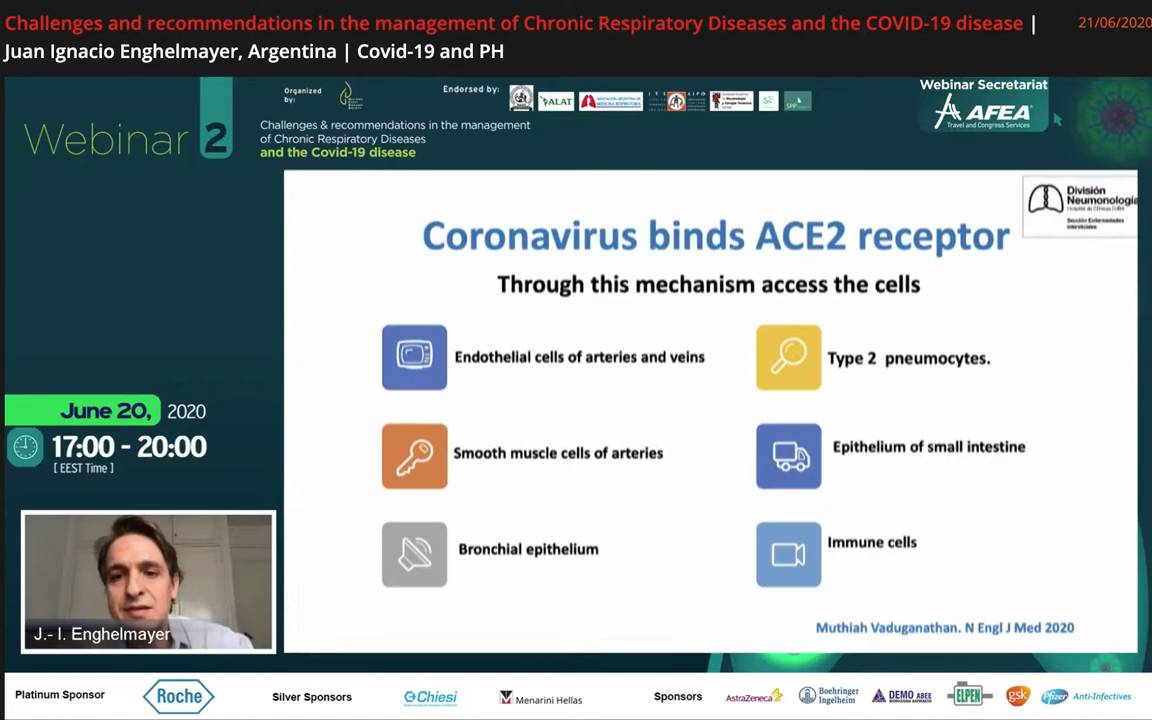 Challenges and recommendations in the management of Chronic Respiratory Diseases and the COVID-19 disease |
21/06/2020
Juan Ignacio Enghelmayer, Argentina | Covid-19 and PH
Webinar 2
Organized by:
Endorsed by:
ALAT
Challenges & recommendations in the management
of Chronic Respiratory Diseases
and the Covid-19 disease
Webinar Secretariat
AFEA
Travel and Congress Services
División
Neumonología
Coronavirus binds ACE2 receptor
Through this mechanism access the cells
Endothelial cells of arteries and veins
Type 2 pneumocytes.
Smooth muscle cells of arteries
Epithelium of small intestine
Bronchial epithelium
Immune cells
Muthiah Vaduganathan. N Engl J Med 2020
June 20, 2020
17:00 - 20:00
[ EEST Time ]
J.- I. Enghelmayer
Platinum Sponsor
Roche
Silver Sponsors
Chiesi
Menarini Hellas
Sponsors
AstraZeneca
Boehringer
Ingelheim
DEMO ABEE
ELPEN
gsk
Pfizer Anti-Infectives